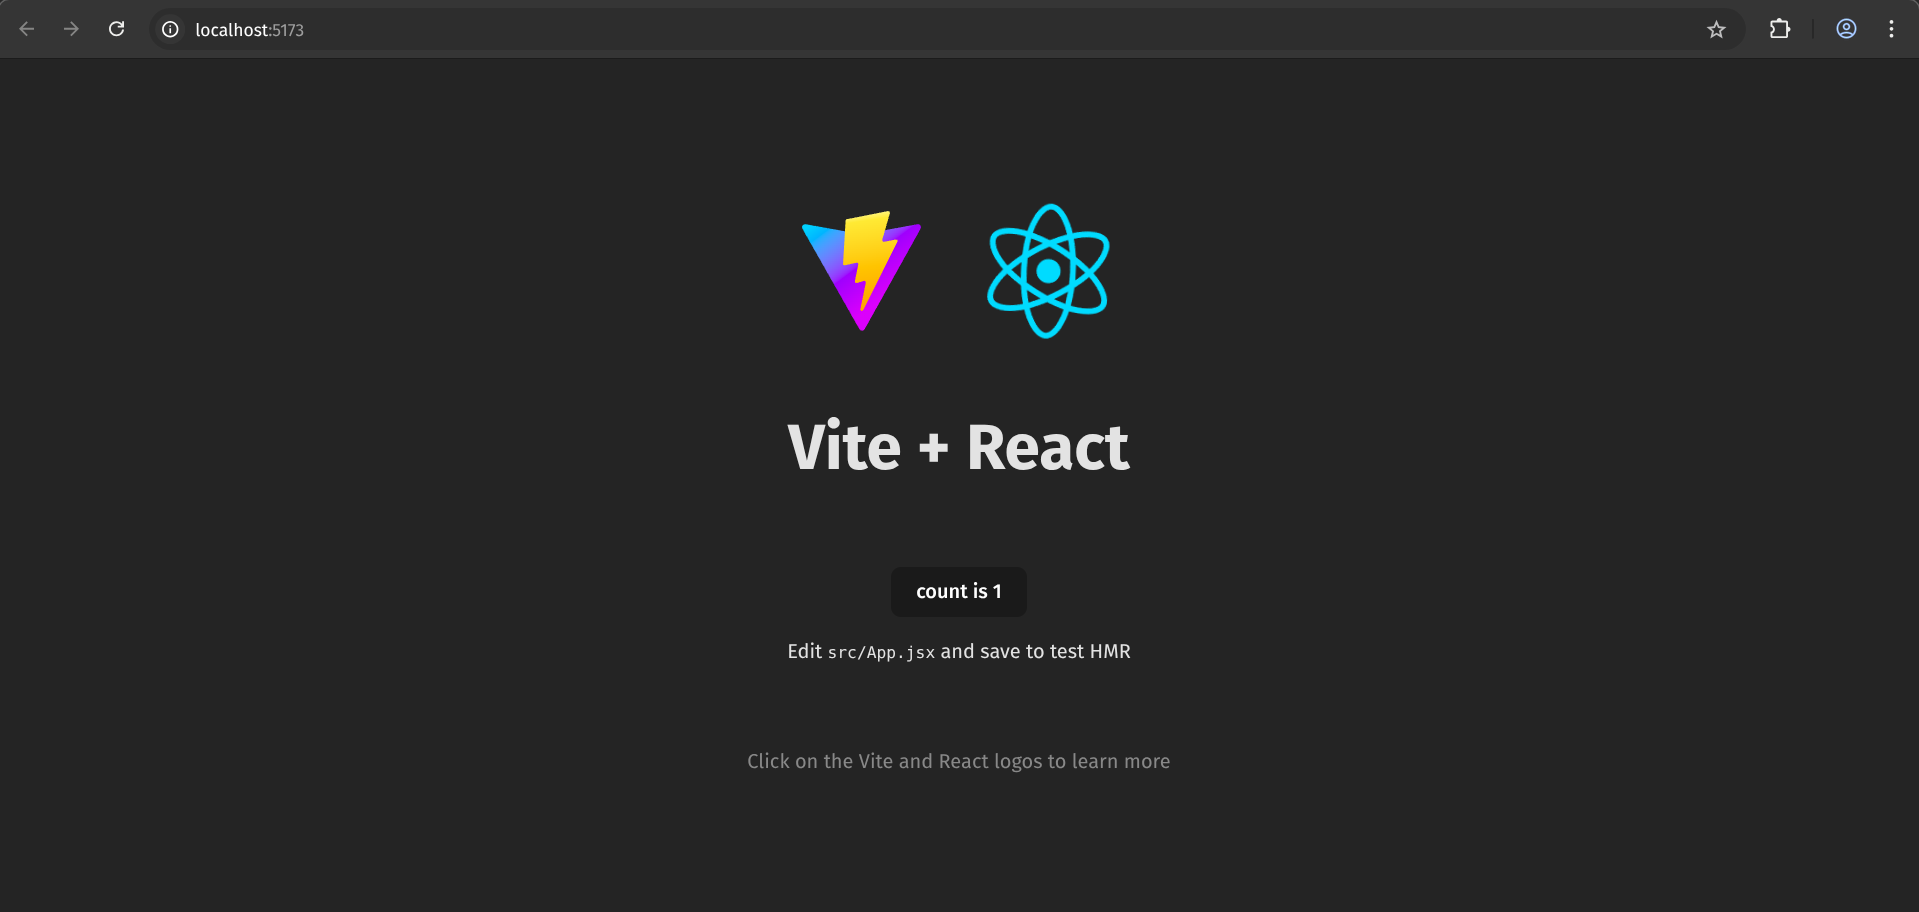 localhost:5173
Vite + React
count is 1
Edit src/App.jsx and save to test HMR
Click on the Vite and React logos to learn more